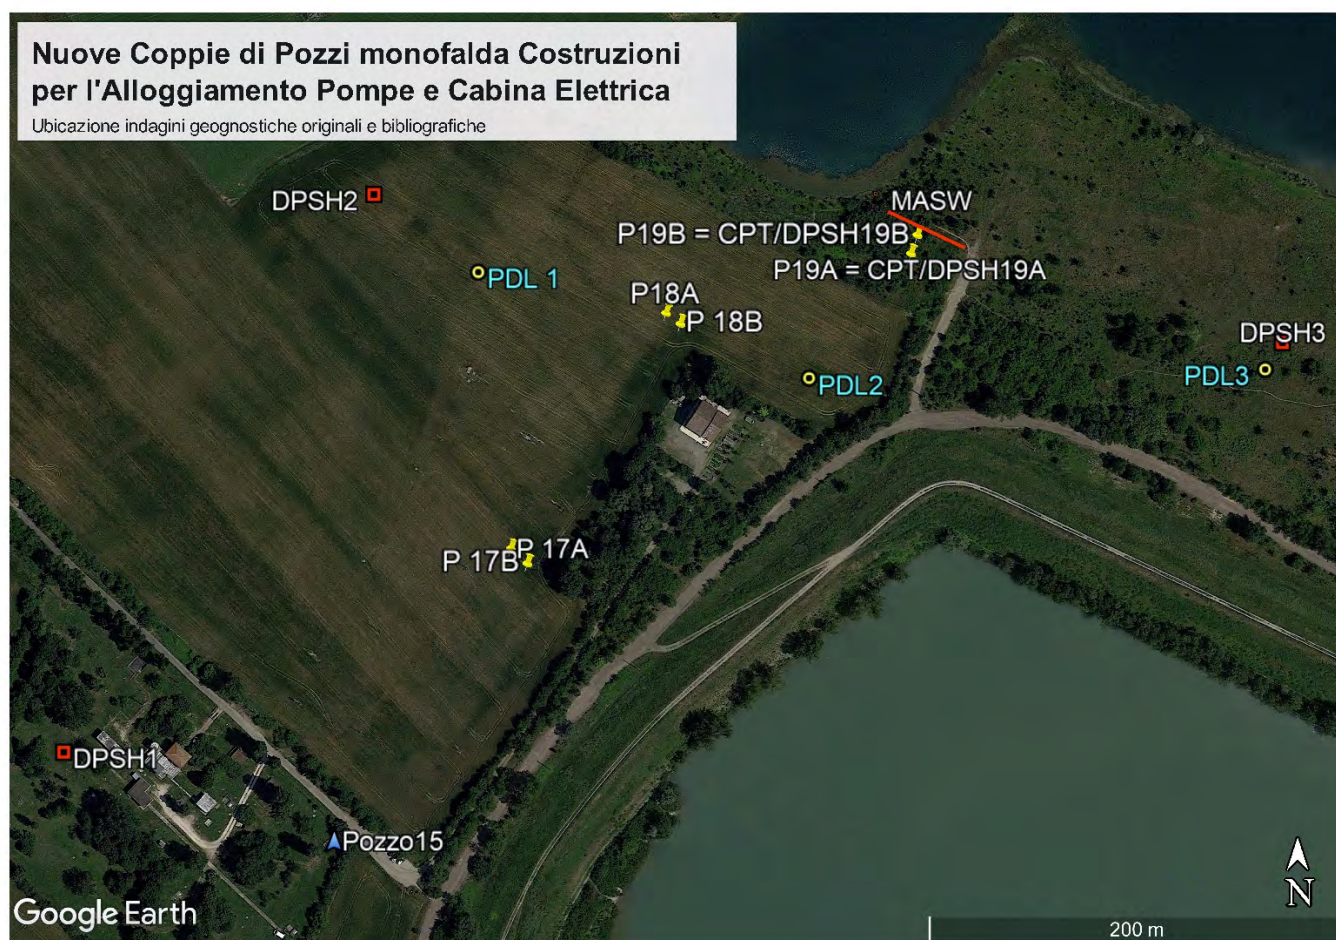 Nuove Coppie di Pozzi monofalda Costruzioni
per l'Alloggiamento Pompe e Cabina Elettrica
Ubicazione indagini geognostiche originali e bibliografiche
DPSH2
MASW
P19B = CPT/DPSH19B
P19A = CPT/DPSH19A
PDL 1
P18A
P 18B
DPSH3
PDL2
PDL3
P 17A
P 17B
DPSH1
Pozzo15
N
Google Earth
200 m